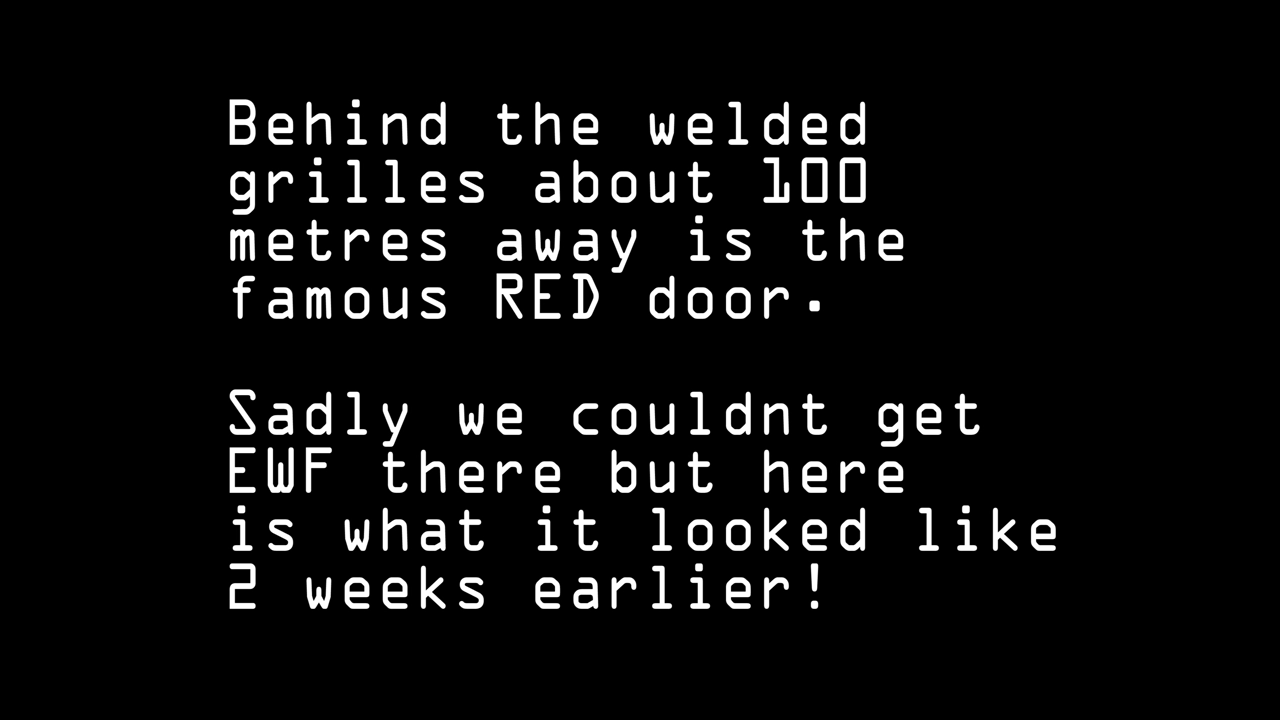 Behind the welded
grilles about 100
metres away is the
famous RED door.
Sadly we couldnt get
EWF there but here
is what it looked like
2 weeks earlier!